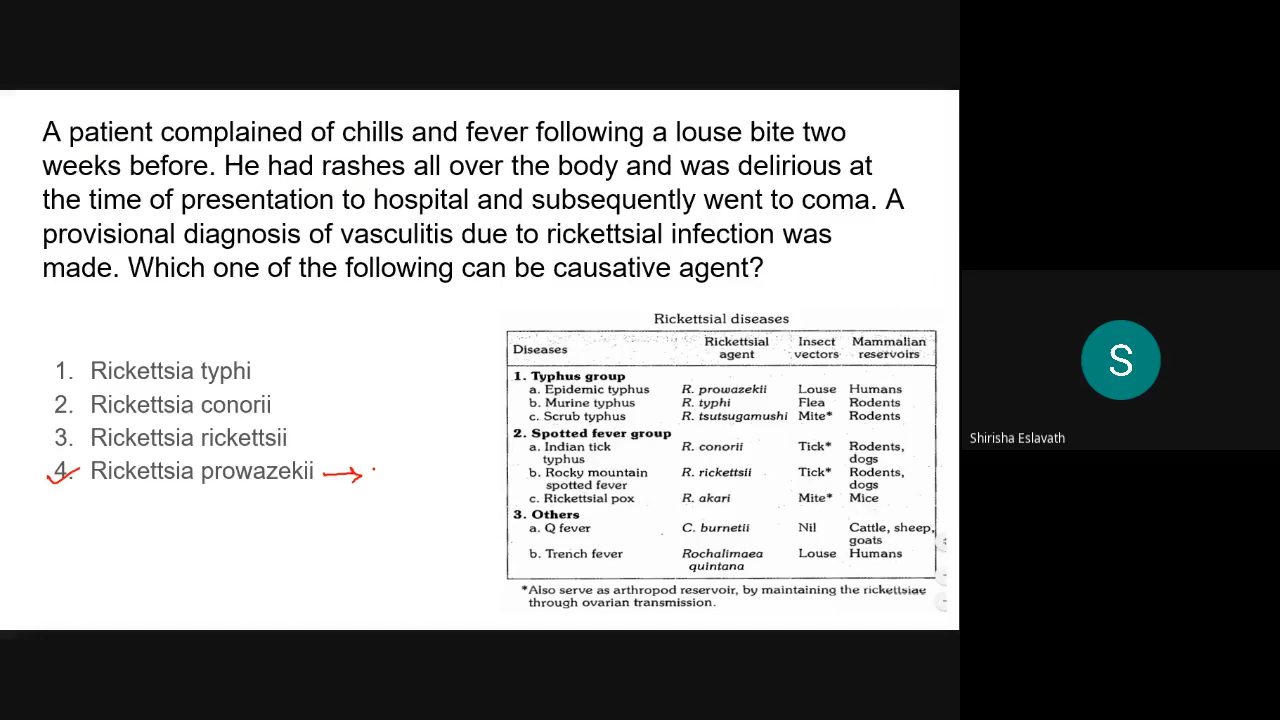 A patient complained of chills and fever following a louse bite two
weeks before. He had rashes all over the body and was delirious at
the time of presentation to hospital and subsequently went to coma. A
provisional diagnosis of vasculitis due to rickettsial infection was
made. Which one of the following can be causative agent?
1. Rickettsia typhi
2. Rickettsia conorii
3. Rickettsia rickettsii
4. Rickettsia prowazekii
Rickettsial diseases
Diseases Rickettsial agent Insect vectors Mammalian reservoirs
1. Typhus group
a. Epidemic typhus R. prowazekii Louse Humans
b. Murine typhus R. typhi Flea Rodents
c. Scrub typhus R. tsutsugamushi Mite* Rodents
2. Spotted fever group
a. Indian tick typhus R. conorii Tick* Rodents, dogs
b. Rocky mountain spotted fever R. rickettsii Tick* Rodents, dogs
c. Rickettsial pox R. akari Mite* Mice
3. Others
a. Q fever C. burnetii Nil Cattle, sheep, goats
b. Trench fever Rochalimaea quintana Louse Humans
*Also serve as arthropod reservoir, by maintaining the rickettsiae
through ovarian transmission.
S
Shirisha Eslavath